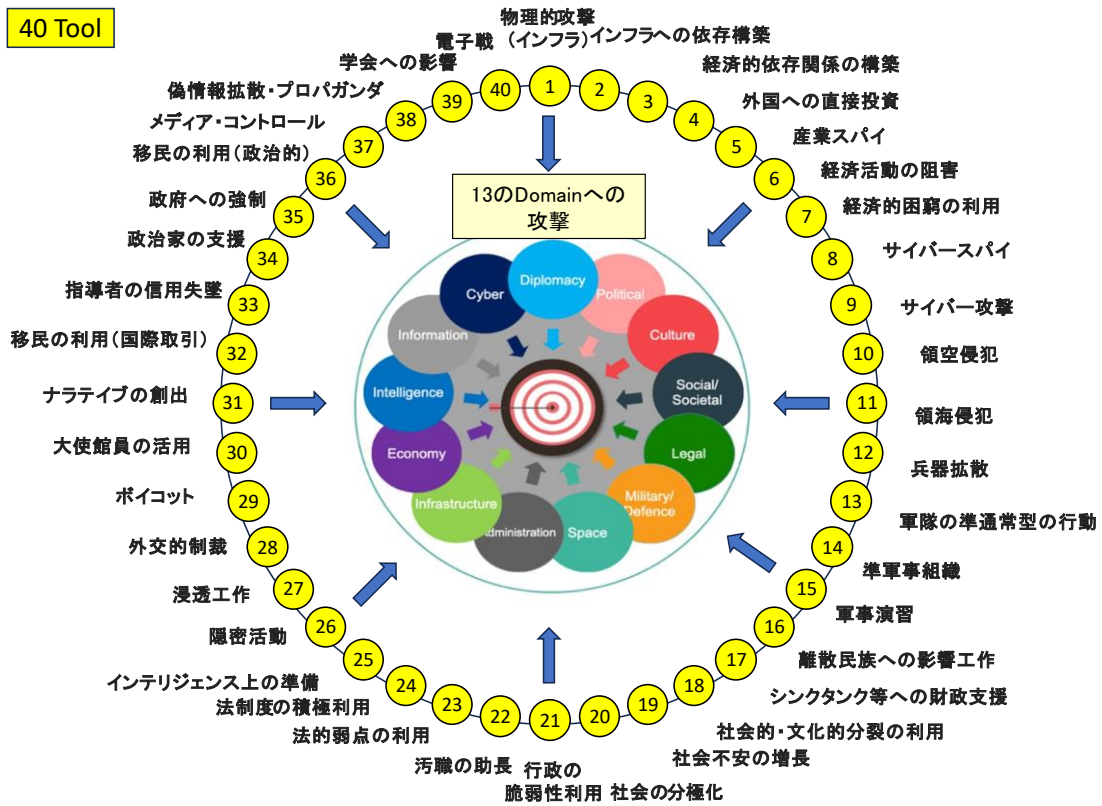 40 Tool
物理的攻撃
(インフラ)
インフラへの依存構築
経済的依存関係の構築
外国への直接投資
産業スパイ
経済活動の阻害
経済的困窮の利用
サイバースパイ
サイバー攻撃
領空侵犯
領海侵犯
兵器拡散
軍隊の準通常型の行動
準軍事組織
軍事演習
離散民族への影響工作
シンクタンク等への財政支援
社会的・文化的分裂の利用
社会不安の増長
社会の分極化
行政の
脆弱性利用
汚職の助長
法的弱点の利用
法制度の積極利用
インテリジェンス上の準備
隠密活動
浸透工作
外交的制裁
ボイコット
大使館員の活用
ナラティブの創出
移民の利用(国際取引)
指導者の信用失墜
政治家の支援
政府への強制
移民の利用(政治的)
メディア・コントロール
偽情報拡散・プロパガンダ
学会への影響
電子戦
1
2
3
4
5
6
7
8
9
10
11
12
13
14
15
16
17
18
19
20
21
22
23
24
25
26
27
28
29
30
31
32
33
34
35
36
37
38
39
40
13のDomainへの
攻撃
Diplomacy
Political
Culture
Social/
Societal
Legal
Military/
Defence
Space
Administration
Infrastructure
Economy
Intelligence
Information
Cyber